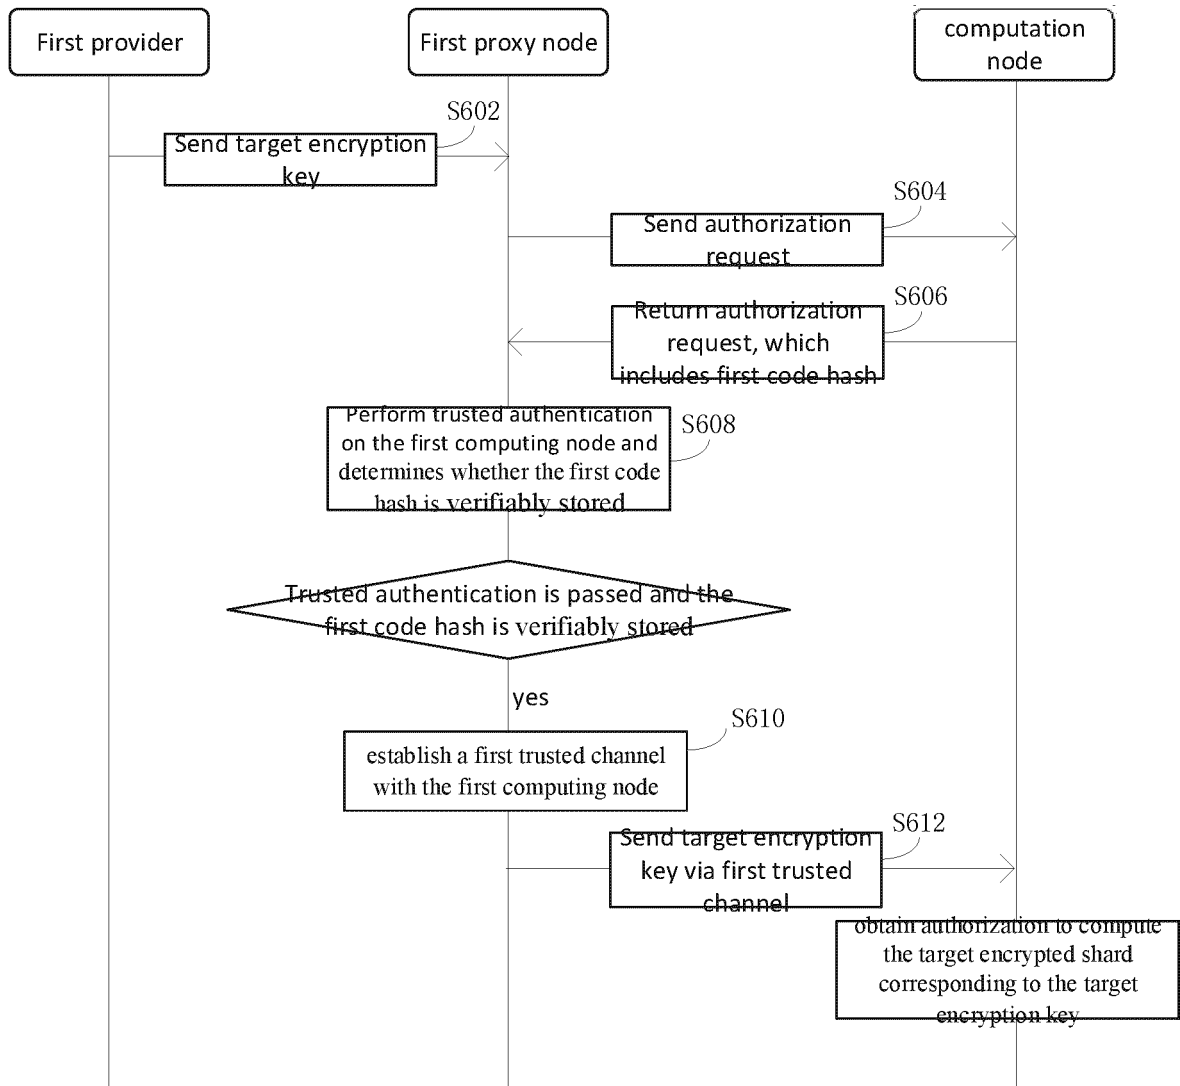 First provider
First proxy node
computation
node
S602
Send target encryption
key
S604
Send authorization
request
S606
Return authorization
request, which
includes first code hash
S608
Perform trusted authentication
on the first computing node and
determines whether the first code
hash is verifiably stored
Trusted authentication is passed and the
first code hash is verifiably stored
yes
S610
establish a first trusted channel
with the first computing node
S612
Send target encryption
key via first trusted
channel
obtain authorization to compute
the target encrypted shard
corresponding to the target
encryption key